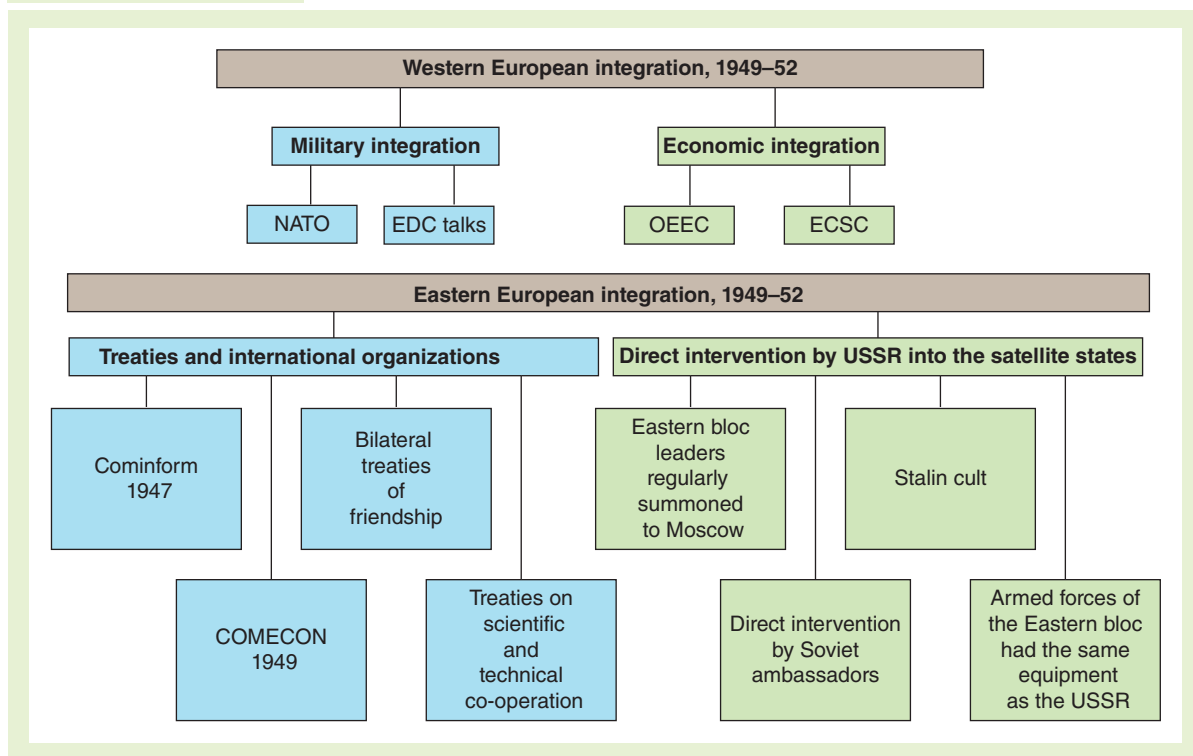 Western European integration, 1949–52
Military integration
Economic integration
NATO
EDC talks
OEEC
ECSC
Eastern European integration, 1949–52
Treaties and international organizations
Direct intervention by USSR into the satellite states
Cominform
1947
Bilateral
treaties
of
friendship
Eastern bloc
leaders
regularly
summoned
to Moscow
Stalin cult
COMECON
1949
Treaties on
scientific
and
technical
co-operation
Direct intervention
by Soviet
ambassadors
Armed forces of
the Eastern bloc
had the same
equipment
as the USSR